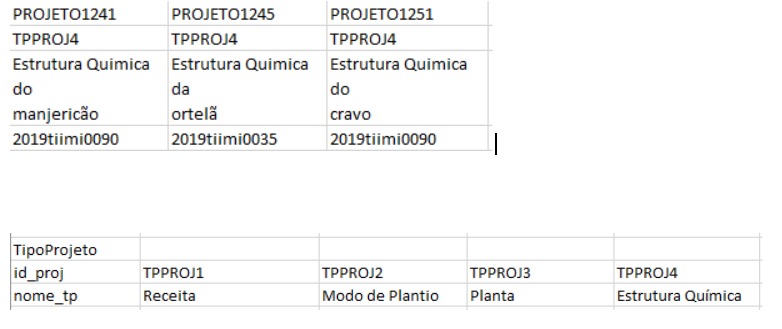 PROJETO1241 PROJETO1245 PROJETO1251
TPPROJ4 TPPROJ4 TPPROJ4
Estrutura Quimica Estrutura Quimica Estrutura Quimica
do da do
manjericão ortelã cravo
2019tiimi0090 2019tiimi0035 2019tiimi0090
TipoProjeto
id_proj TPPROJ1 TPPROJ2 TPPROJ3 TPPROJ4
nome_tp Receita Modo de Plantio Planta Estrutura Química